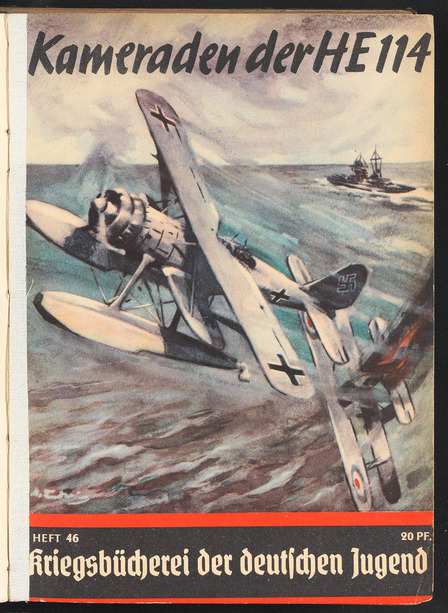 Kameraden der HE 114
HEFT 46
20 PF.
Kriegsbücherei der deutſchen Jugend